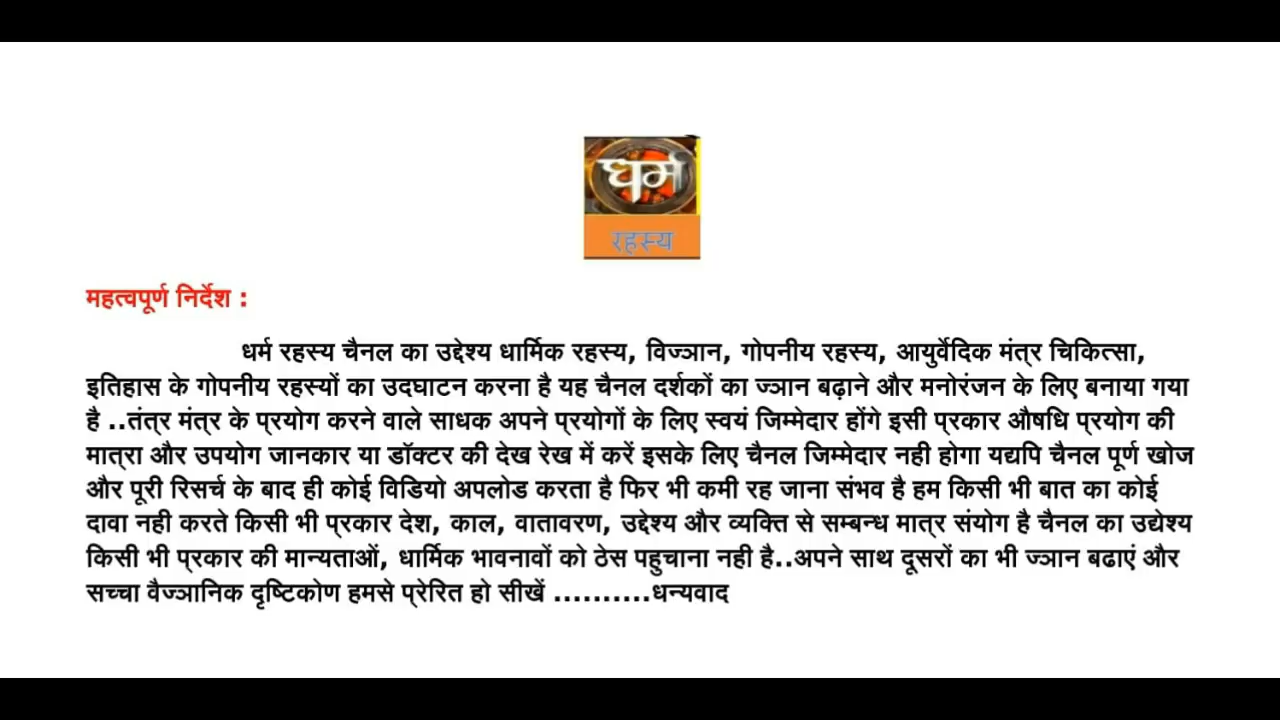 धर्म
रहस्य
महत्वपूर्ण निर्देश :
धर्म रहस्य चैनल का उद्देश्य धार्मिक रहस्य, विज्ञान, गोपनीय रहस्य, आयुर्वेदिक मंत्र चिकित्सा,
इतिहास के गोपनीय रहस्यों का उदघाटन करना है यह चैनल दर्शकों का ज्ञान बढ़ाने और मनोरंजन के लिए बनाया गया
है ..तंत्र मंत्र के प्रयोग करने वाले साधक अपने प्रयोगों के लिए स्वयं जिम्मेदार होंगे इसी प्रकार औषधि प्रयोग की
मात्रा और उपयोग जानकार या डॉक्टर की देख रेख में करें इसके लिए चैनल जिम्मेदार नही होगा यद्यपि चैनल पूर्ण खोज
और पूरी रिसर्च के बाद ही कोई विडियो अपलोड करता है फिर भी कमी रह जाना संभव है हम किसी भी बात का कोई
दावा नही करते किसी भी प्रकार देश, काल, वातावरण, उद्देश्य और व्यक्ति से सम्बन्ध मात्र संयोग है चैनल का उद्येश्य
किसी भी प्रकार की मान्यताओं, धार्मिक भावनावों को ठेस पहुचाना नही है..अपने साथ दूसरों का भी ज्ञान बढाएं और
सच्चा वैज्ञानिक दृष्टिकोण हमसे प्रेरित हो सीखें ..........धन्यवाद